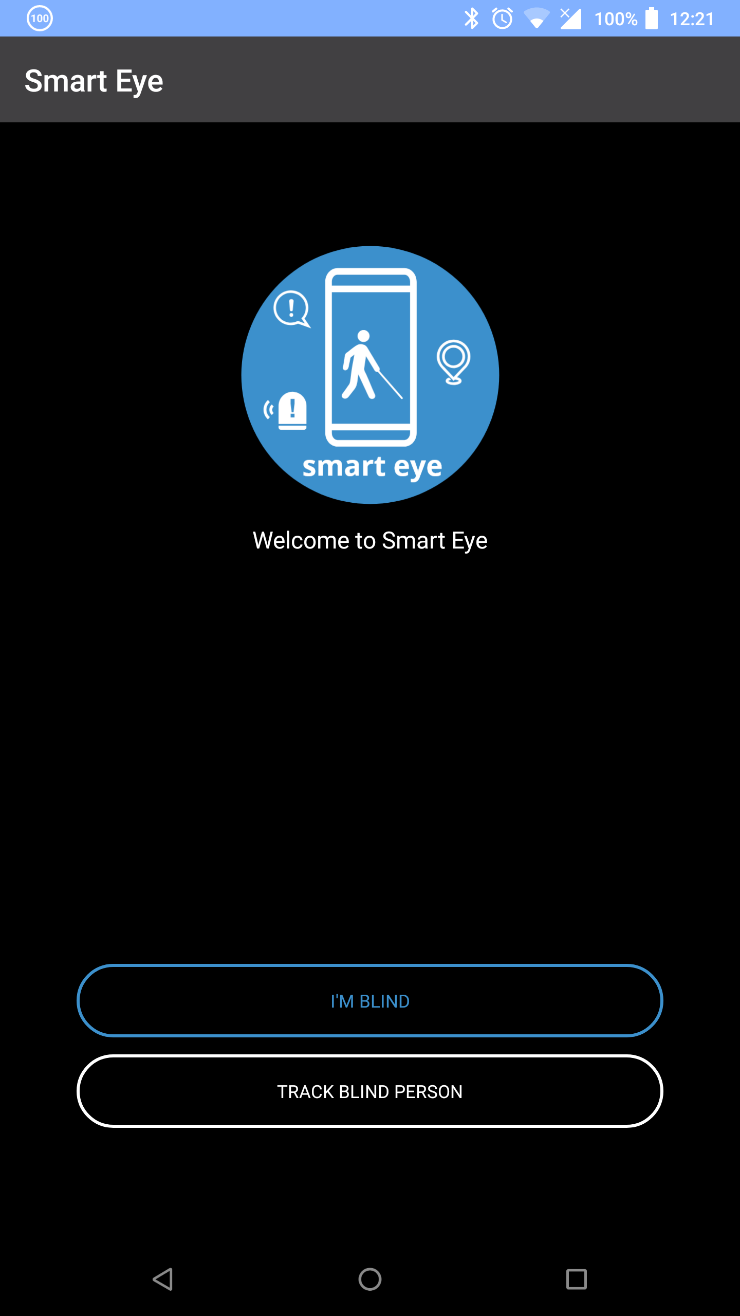 100
100% 12:21
Smart Eye
smart eye
Welcome to Smart Eye
I'M BLIND
TRACK BLIND PERSON